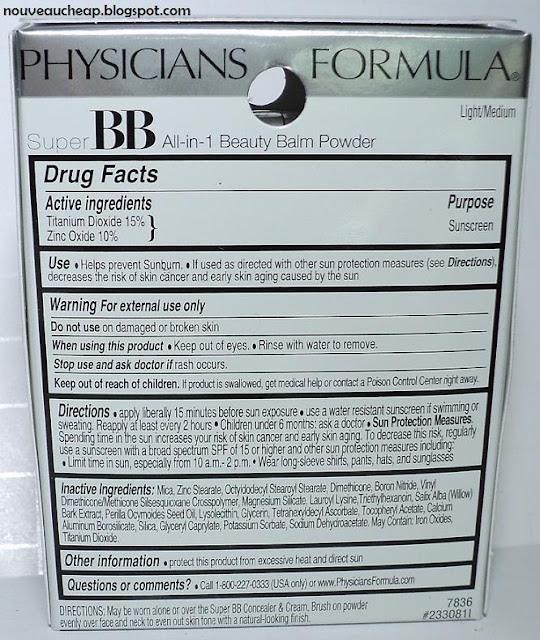 nouveaucheap.blogspot.com
PHYSICIANS FORMULA®
Light/Medium
Super BB All-in-1 Beauty Balm Powder
Drug Facts
Active ingredients Purpose
Titanium Dioxide 15% } Sunscreen
Zinc Oxide 10%
Use • Helps prevent Sunburn. • If used as directed with other sun protection measures (see Directions),
decreases the risk of skin cancer and early skin aging caused by the sun
Warning For external use only
Do not use on damaged or broken skin
When using this product • Keep out of eyes. • Rinse with water to remove.
Stop use and ask doctor if rash occurs.
Keep out of reach of children. If product is swallowed, get medical help or contact a Poison Control Center right away.
Directions • apply liberally 15 minutes before sun exposure • use a water resistant sunscreen if swimming or
sweating. Reapply at least every 2 hours • Children under 6 months: ask a doctor • Sun Protection Measures.
Spending time in the sun increases your risk of skin cancer and early skin aging. To decrease this risk, regularly
use a sunscreen with a broad spectrum SPF of 15 or higher and other sun protection measures including:
• Limit time in sun, especially from 10 a.m.- 2 p.m. • Wear long-sleeve shirts, pants, hats, and sunglasses
Inactive Ingredients: Mica, Zinc Stearate, Octyldodecyl Stearoyl Stearate, Dimethicone, Boron Nitride, Vinyl
Dimethicone/Methicone Silsesquioxane Crosspolymer, Magnesium Silicate, Lauroyl Lysine, Triethylhexanoin, Salix Alba (Willow)
Bark Extract, Perilla Ocymoides Seed Oil, Lysolecithin, Glycerin, Tetrahexyldecyl Ascorbate, Tocopheryl Acetate, Calcium
Aluminum Borosilicate, Silica, Glyceryl Caprylate, Potassium Sorbate, Sodium Dehydroacetate. May Contain: Iron Oxides,
Titanium Dioxide.
Other information • protect this product from excessive heat and direct sun
Questions or comments? • Call 1-800-227-0333 (USA only) or www.PhysiciansFormula.com
DIRECTIONS: May be worn alone or over the Super BB Concealer & Cream. Brush on powder
evenly over face and neck to even out skin tone with a natural-looking finish.
7836
#233081I